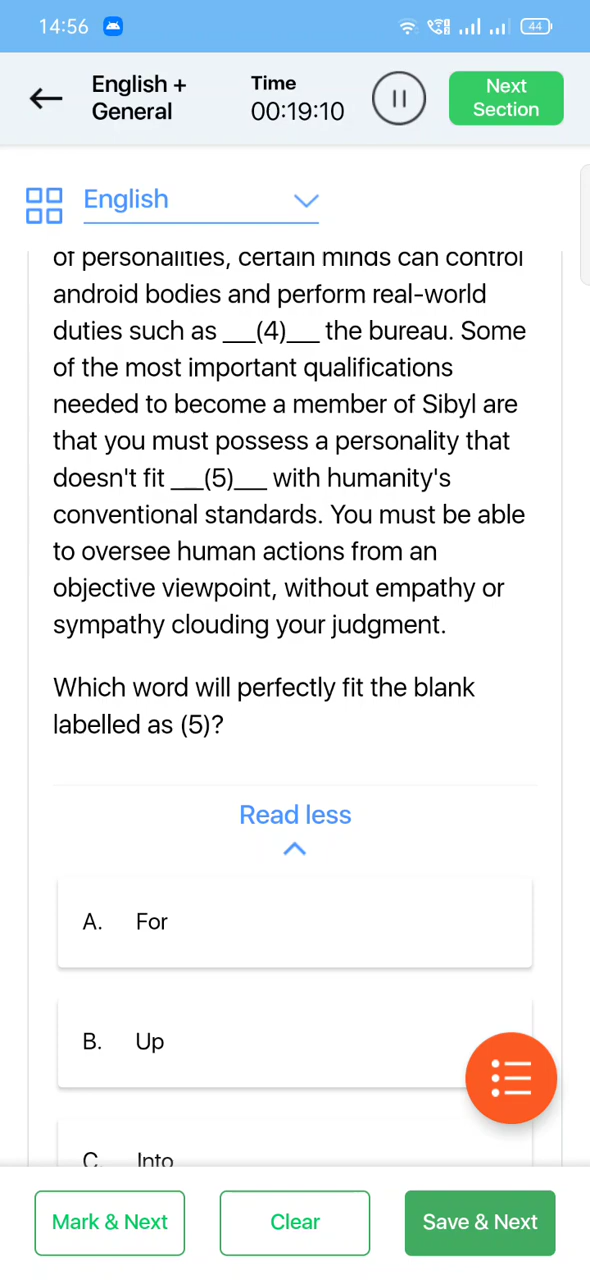 14:56
44
English +
General
Time
00:19:10
Next
Section
English
of personalities, certain minds can control
android bodies and perform real-world
duties such as ___(4)___ the bureau. Some
of the most important qualifications
needed to become a member of Sibyl are
that you must possess a personality that
doesn't fit ___(5)___ with humanity's
conventional standards. You must be able
to oversee human actions from an
objective viewpoint, without empathy or
sympathy clouding your judgment.
Which word will perfectly fit the blank
labelled as (5)?
Read less
A. For
B. Up
C. Into
Mark & Next
Clear
Save & Next